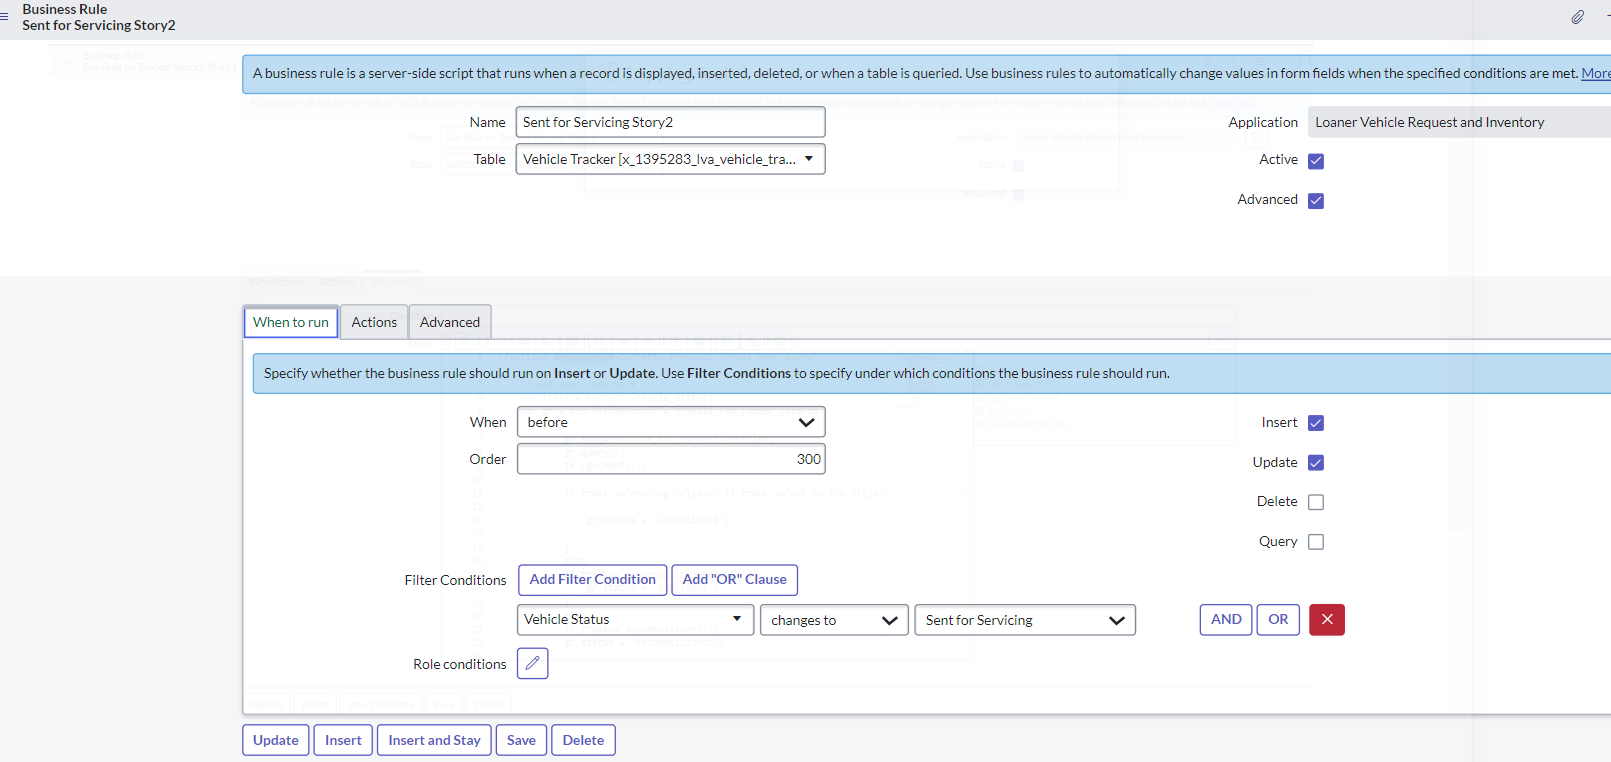 Business Rule
Sent for Servicing Story2
A business rule is a server-side script that runs when a record is displayed, inserted, deleted, or when a table is queried. Use business rules to automatically change values in form fields when the specified conditions are met. More
Name Sent for Servicing Story2 Application Loaner Vehicle Request and Inventory
Table Vehicle Tracker [x_1395283_lva_vehicle_tra... Active
Advanced
When to run Actions Advanced
Specify whether the business rule should run on Insert or Update. Use Filter Conditions to specify under which conditions the business rule should run.
When before Insert
Order 300 Update
Delete
Query
Filter Conditions Add Filter Condition Add "OR" Clause
Vehicle Status changes to Sent for Servicing AND OR
Role conditions
Update Insert Insert and Stay Save Delete